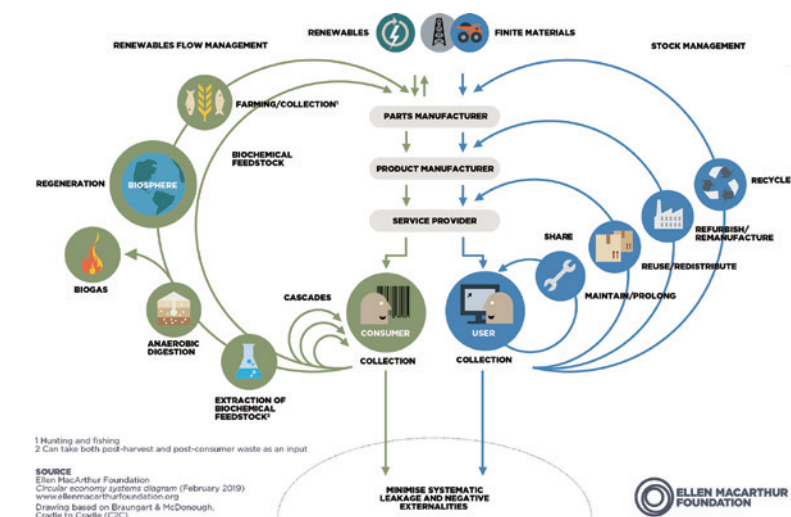 RENEWABLES
FINITE MATERIALS
RENEWABLES FLOW MANAGEMENT
STOCK MANAGEMENT
FARMING/COLLECTION¹
PARTS MANUFACTURER
BIOCHEMICAL
FEEDSTOCK
PRODUCT MANUFACTURER
REGENERATION
BIOSPHERE
RECYCLE
SERVICE PROVIDER
REFURBISH/
REMANUFACTURE
SHARE
REUSE/REDISTRIBUTE
BIOGAS
MAINTAIN/PROLONG
CASCADES
CONSUMER
USER
ANAEROBIC
DIGESTION
COLLECTION
COLLECTION
EXTRACTION OF
BIOCHEMICAL
FEEDSTOCK²
1 Hunting and fishing
2 Can take both post-harvest and post-consumer waste as an input
SOURCE
Ellen MacArthur Foundation
Circular economy systems diagram (February 2019)
www.ellenmacarthurfoundation.org
Drawing based on Braungart & McDonough,
Cradle to Cradle (C2C)
MINIMISE SYSTEMATIC
LEAKAGE AND NEGATIVE
EXTERNALITIES
ELLEN MACARTHUR
FOUNDATION